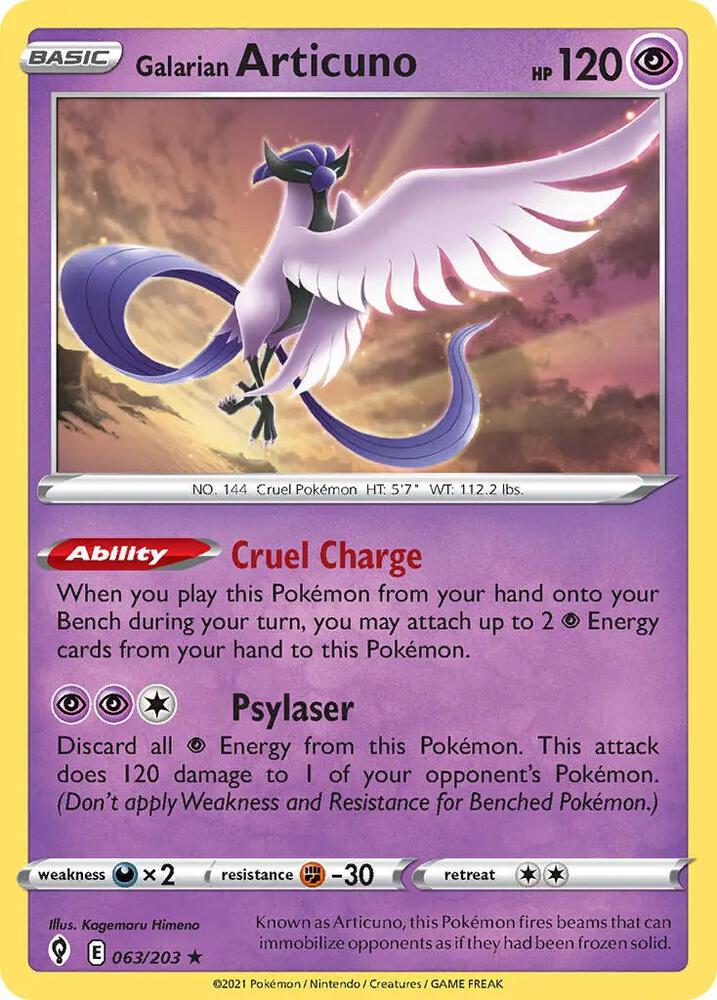 BASIC Galarian Articuno HP 120
NO. 144 Cruel Pokémon HT: 5'7" WT: 112.2 lbs.
Ability Cruel Charge
When you play this Pokémon from your hand onto your
Bench during your turn, you may attach up to 2 Energy
cards from your hand to this Pokémon.
Psylaser
Discard all Energy from this Pokémon. This attack
does 120 damage to 1 of your opponent's Pokémon.
(Don't apply Weakness and Resistance for Benched Pokémon.)
weakness ×2 resistance -30 retreat
Illus. Kagemaru Himeno
Known as Articuno, this Pokémon fires beams that can
immobilize opponents as if they had been frozen solid.
E 063/203 ★
©2021 Pokémon / Nintendo / Creatures / GAME FREAK